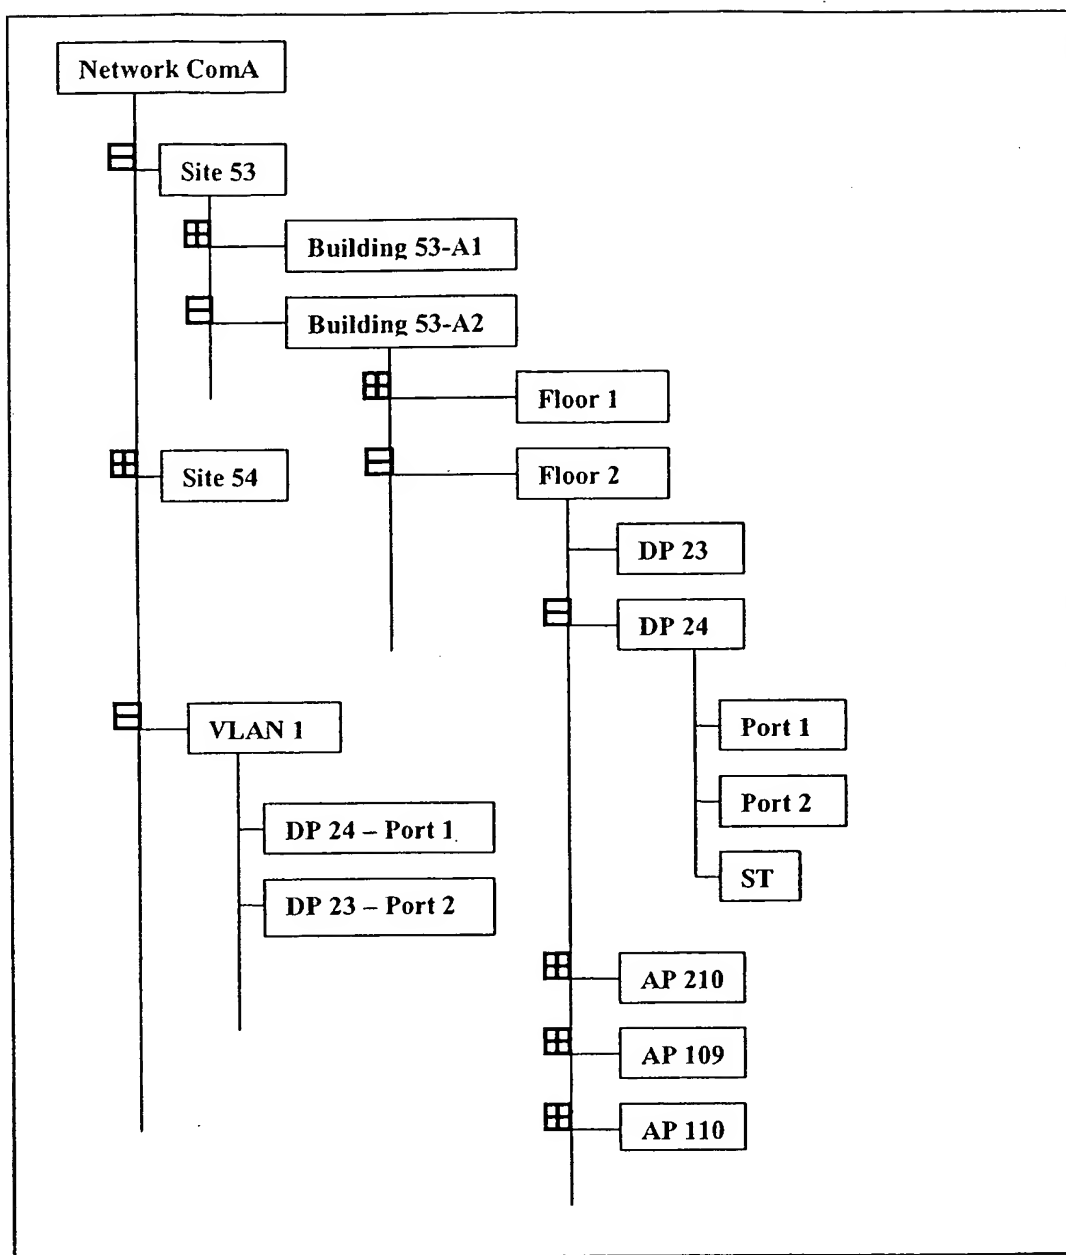 Network ComA
Site 53
Building 53-A1
Building 53-A2
Floor 1
Site 54
Floor 2
DP 23
DP 24
Port 1
VLAN 1
Port 2
DP 24 – Port 1
ST
DP 23 – Port 2
AP 210
AP 109
AP 110